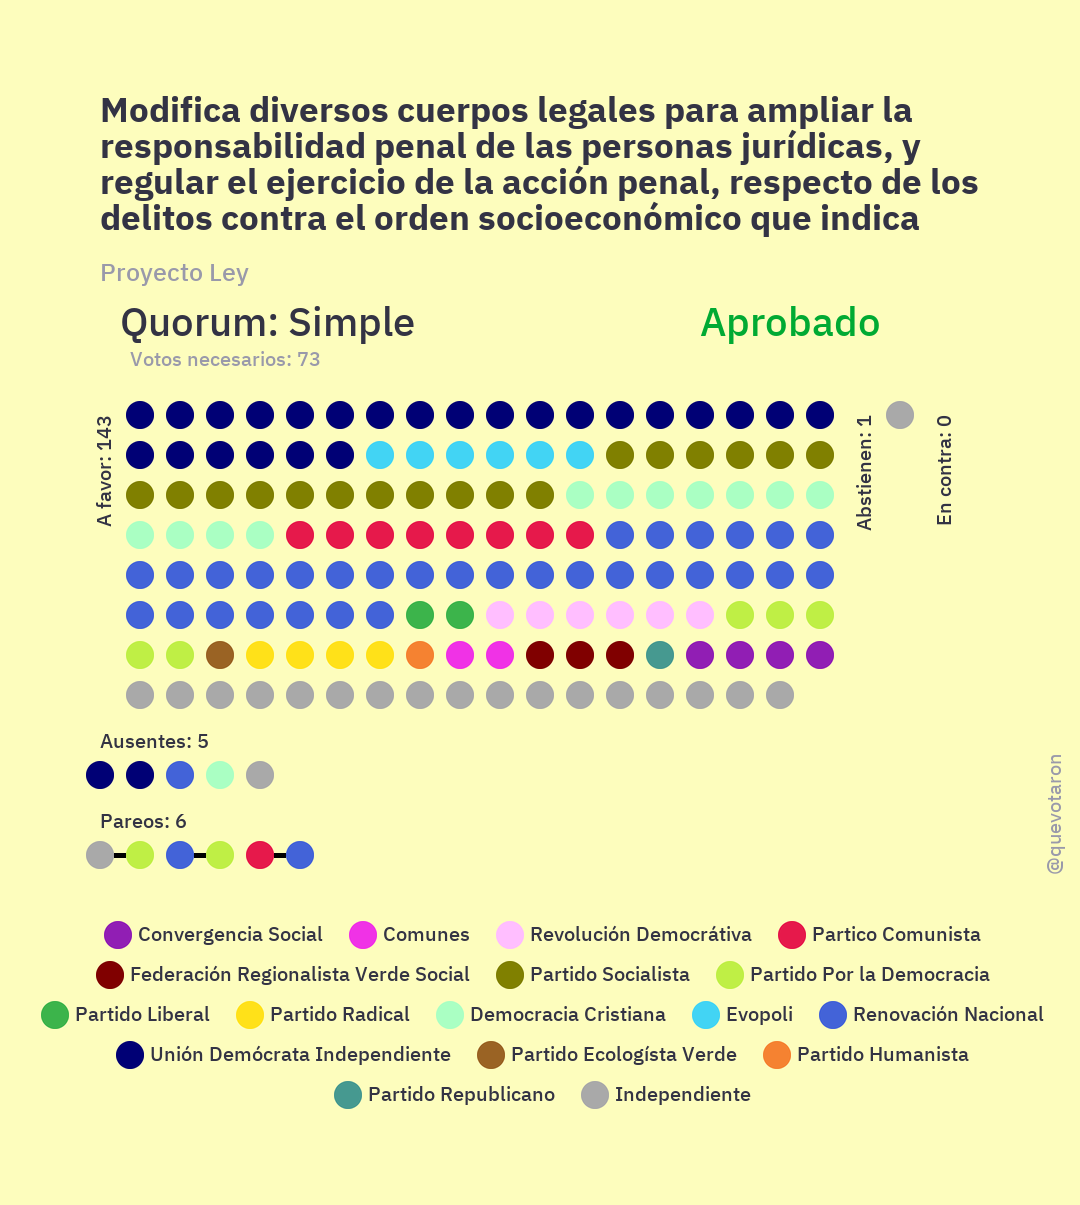 Modifica diversos cuerpos legales para ampliar la
responsabilidad penal de las personas jurídicas, y
regular el ejercicio de la acción penal, respecto de los
delitos contra el orden socioeconómico que indica
Proyecto Ley
Quorum: Simple
Aprobado
Votos necesarios: 73
A favor: 143
Abstienen: 1
En contra: 0
Ausentes: 5
Pareos: 6
@quevotaron
Convergencia Social
Comunes
Revolución Democrátiva
Partico Comunista
Federación Regionalista Verde Social
Partido Socialista
Partido Por la Democracia
Partido Liberal
Partido Radical
Democracia Cristiana
Evopoli
Renovación Nacional
Unión Demócrata Independiente
Partido Ecologísta Verde
Partido Humanista
Partido Republicano
Independiente